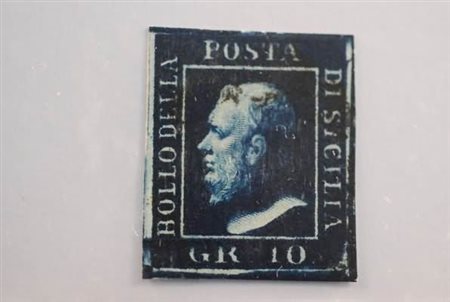 BOLLO DELLA
POSTA
DI SICILIA
GR 10